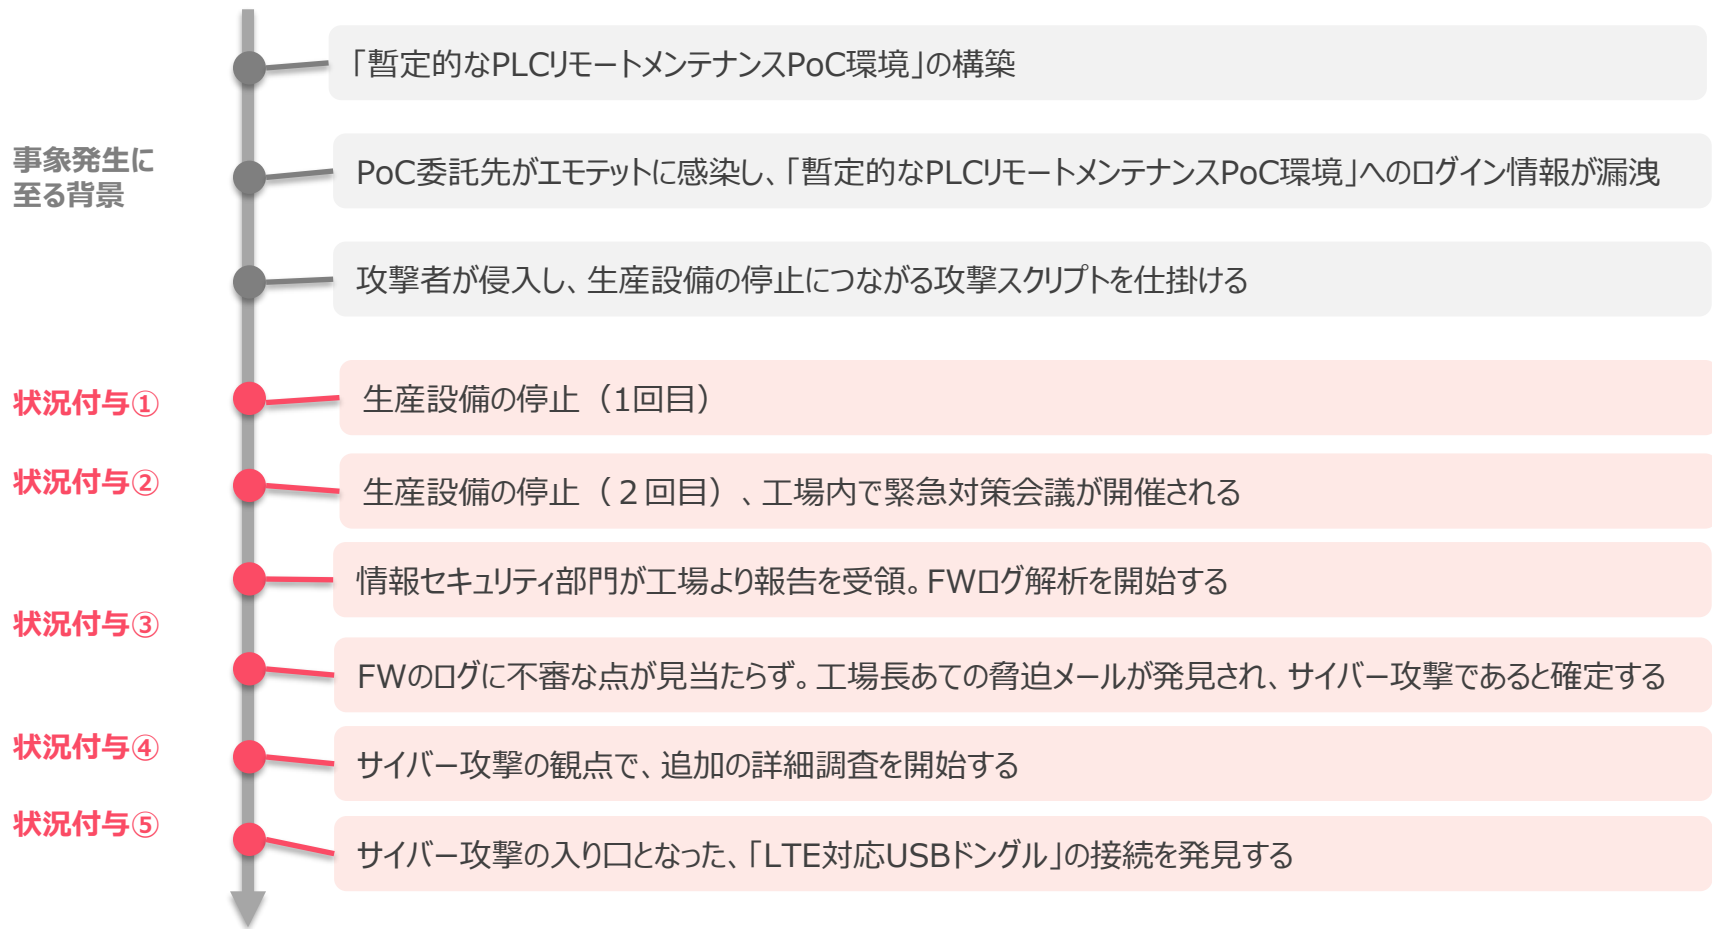 「暫定的なPLCリモートメンテナンスPoC環境」の構築
事象発生に
至る背景
PoC委託先がエモテットに感染し、「暫定的なPLCリモートメンテナンスPoC環境」へのログイン情報が漏洩
攻撃者が侵入し、生産設備の停止につながる攻撃スクリプトを仕掛ける
状況付与①
生産設備の停止（1回目）
状況付与②
生産設備の停止（２回目）、工場内で緊急対策会議が開催される
状況付与③
情報セキュリティ部門が工場より報告を受領。FWログ解析を開始する
FWのログに不審な点が見当たらず。工場長あての脅迫メールが発見され、サイバー攻撃であると確定する
状況付与④
サイバー攻撃の観点で、追加の詳細調査を開始する
状況付与⑤
サイバー攻撃の入り口となった、「LTE対応USBドングル」の接続を発見する